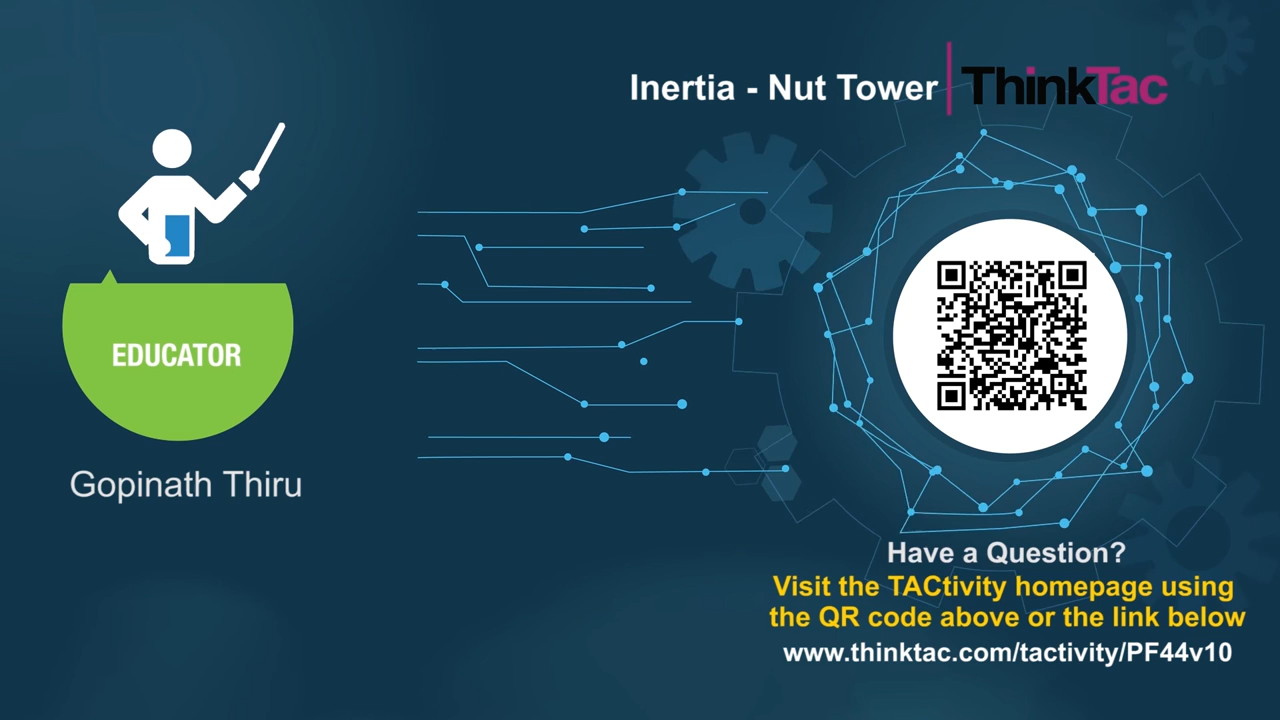 Inertia - Nut Tower
ThinkTac
EDUCATOR
Gopinath Thiru
Have a Question?
Visit the TACtivity homepage using
the QR code above or the link below
www.thinktac.com/tactivity/PF44v10